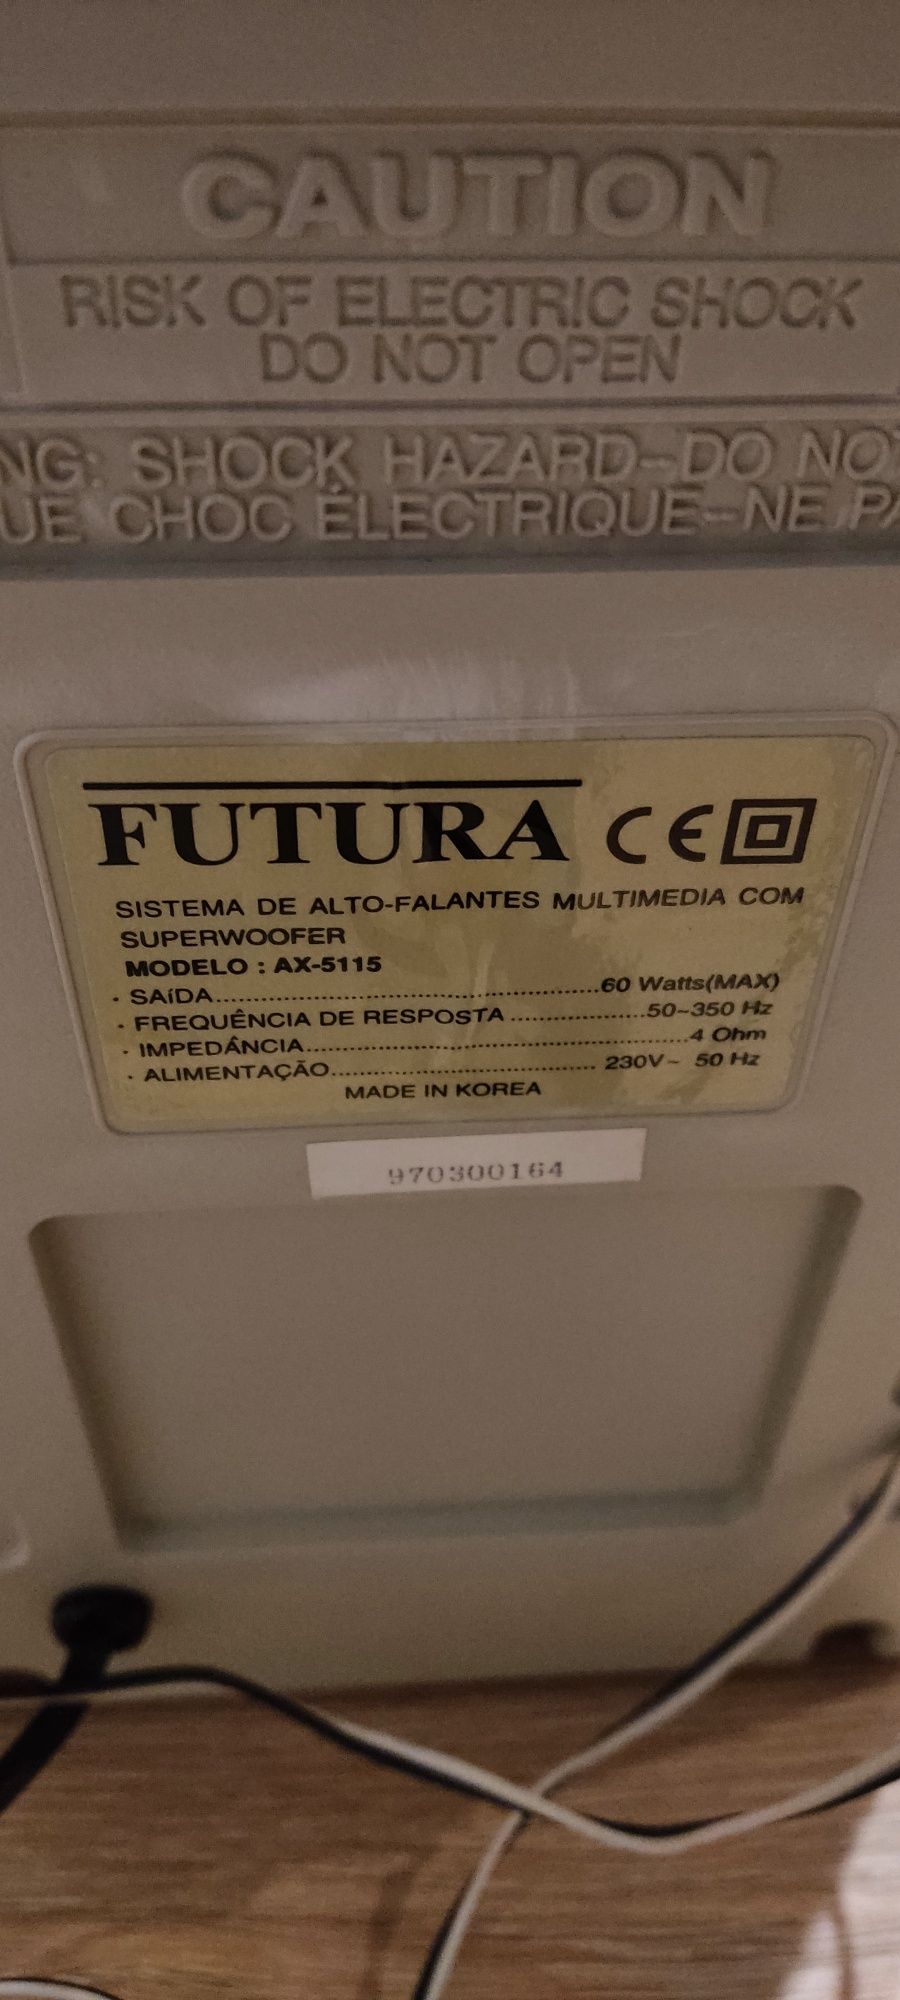 CAUTION
RISK OF ELECTRIC SHOCK
DO NOT OPEN
SHOCK HAZARD-DO
CHOC ÉLECTRIQUE-NE
FUTURA CE
SISTEMA DE ALTO-FALANTES MULTIMEDIA COM
SUPERWOOFER
MODELO : AX-5115
· SAíDA....................................................60 Watts(MAX)
· FREQUÊNCIA DE RESPOSTA ...................50~350 Hz
· IMPEDÂNCIA....................................................4 Ohm
· ALIMENTAÇÃO.................................... 230V~ 50 Hz
MADE IN KOREA
970300164